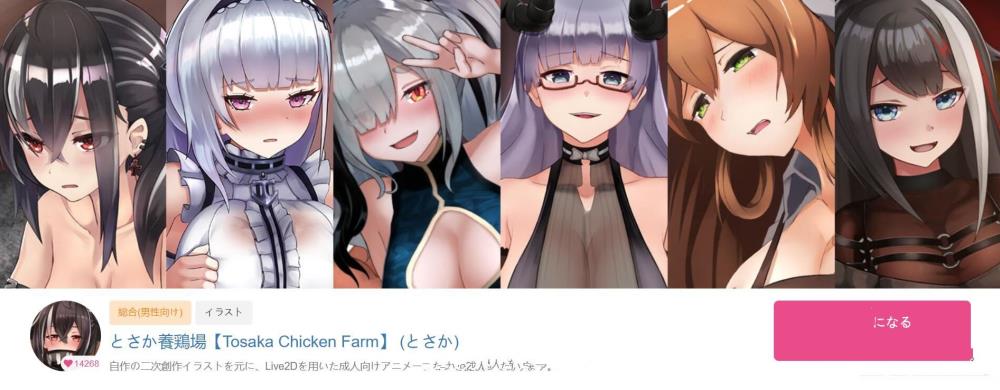 総合(男性向け) イラスト
とさか養鶏場【Tosaka Chicken Farm】 (とさか)
自作の二次創作イラストを元に、Live2Dを用いた成人向けアニメー
14268
になる